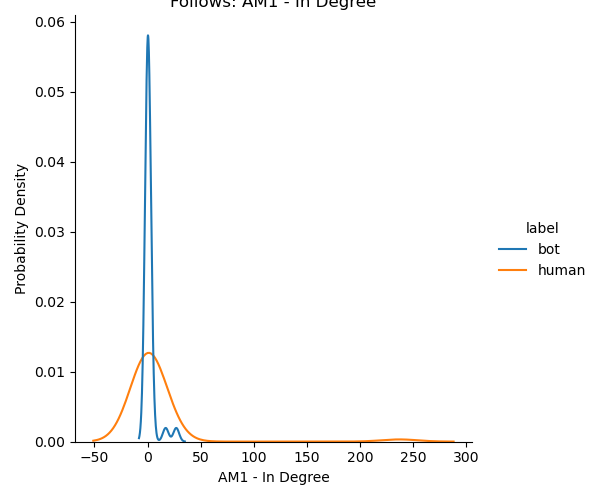 Follows: AM1 - In Degree
0.06
0.05
0.04
0.03
0.02
0.01
0.00
Probability Density
−50 0 50 100 150 200 250 300
AM1 - In Degree
label
bot
human